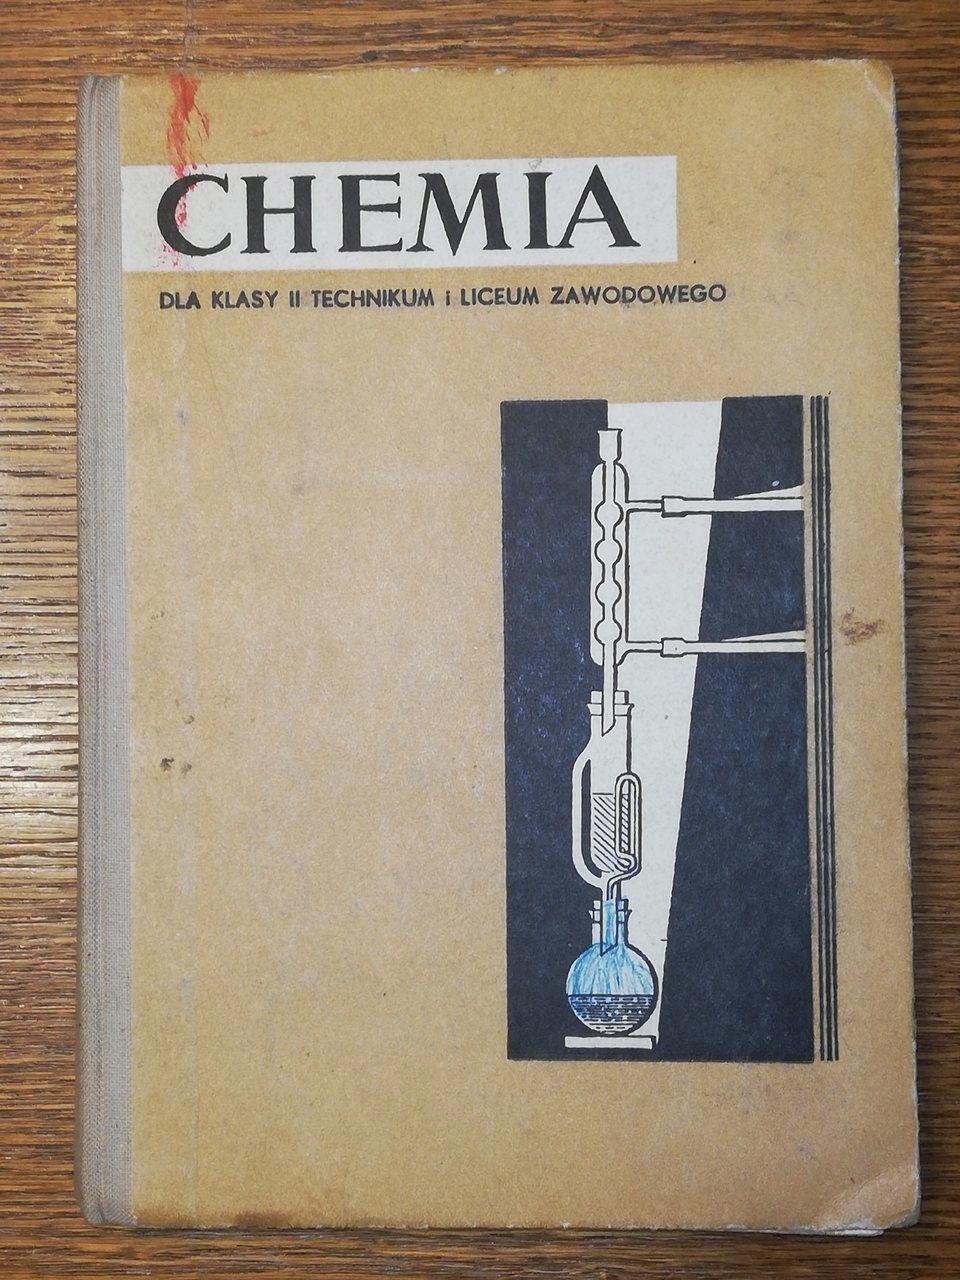 CHEMIA
DLA KLASY II TECHNIKUM i LICEUM ZAWODOWEGO